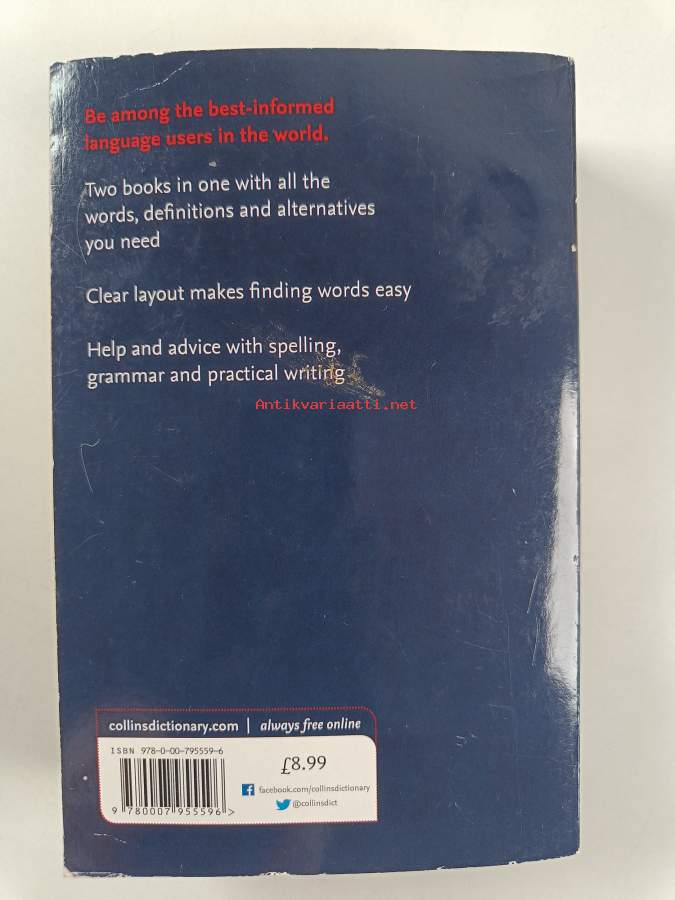 Be among the best-informed
language users in the world.
Two books in one with all the
words, definitions and alternatives
you need
Clear layout makes finding words easy
Help and advice with spelling,
grammar and practical writing
Antikvariaatti.net
collinsdictionary.com | always free online
ISBN 978-0-00-795559-6
£8.99
facebook.com/collinsdictionary
@collinsdict
9 780007 955596 >